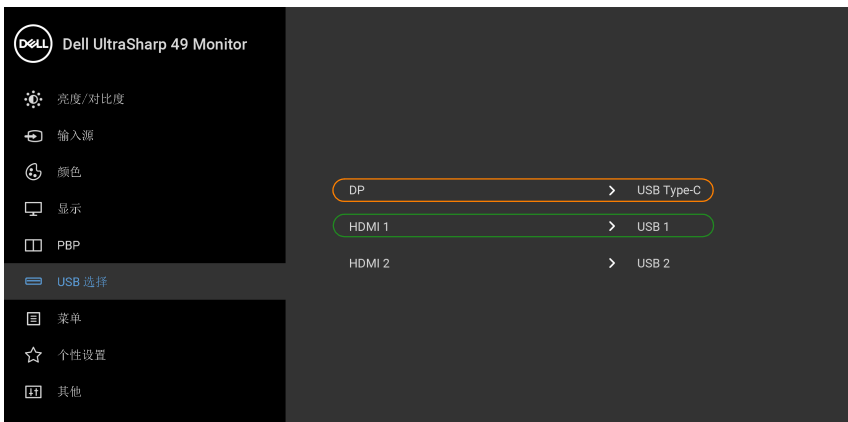 DELL Dell UltraSharp 49 Monitor
亮度/对比度
输入源
颜色
显示
PBP
USB 选择
菜单
个性设置
其他
DP USB Type-C
HDMI 1 USB 1
HDMI 2 USB 2